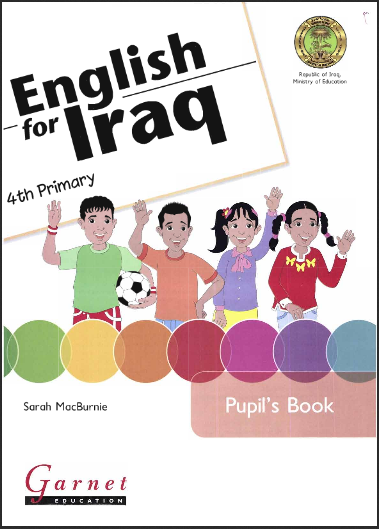 Republic of Iraq,
Ministry of Education
English
for Iraq
4th Primary
Sarah MacBurnie
Pupil's Book
Garnet
EDUCATION